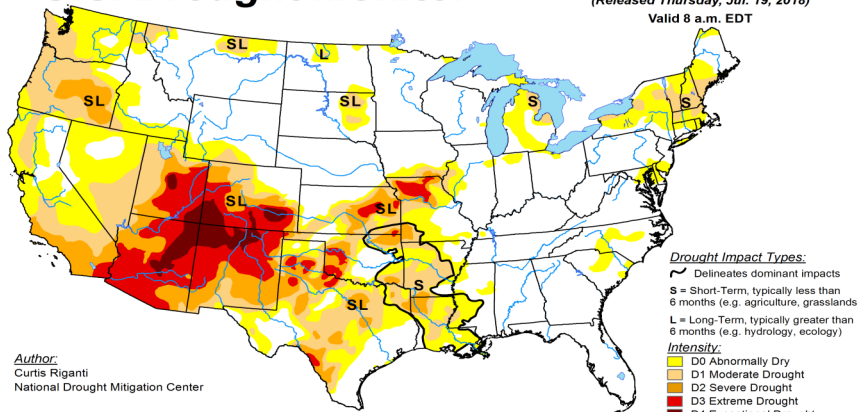 (Released Thursday, Jul. 19, 2018)
Valid 8 a.m. EDT
SL
L
SL
SL
S
S
SL
SL
S
SL
Drought Impact Types:
Delineates dominant impacts
S = Short-Term, typically less than
6 months (e.g. agriculture, grasslands
L = Long-Term, typically greater than
6 months (e.g. hydrology, ecology)
Intensity:
D0 Abnormally Dry
D1 Moderate Drought
D2 Severe Drought
D3 Extreme Drought
D4 Exceptional Drought
Author:
Curtis Riganti
National Drought Mitigation Center